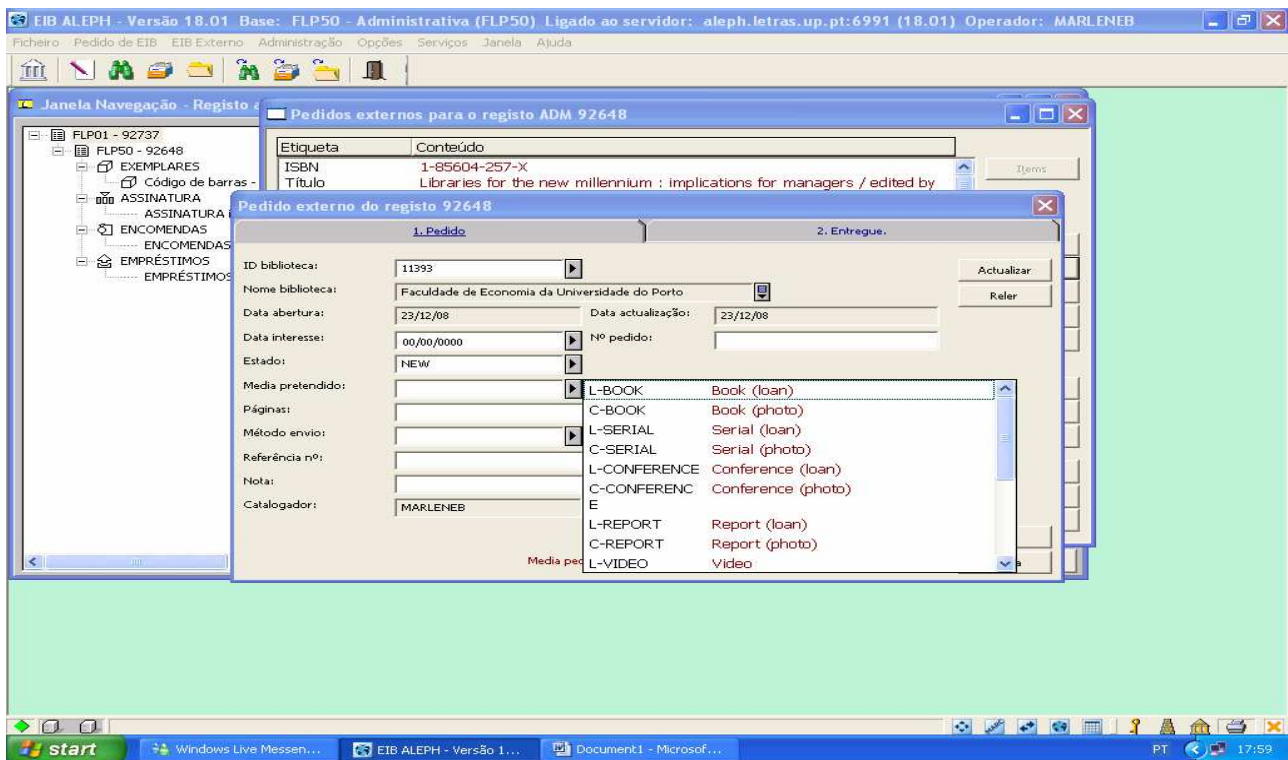 EIB ALEPH - Versão 18.01 Base: FLP50 - Administrativa (FLP50) Ligado ao servidor: aleph.letras.up.pt:6991 (18.01) Operador: MARLENEB
Ficheiro Pedido de EIB EIB Externo Administração Opções Serviços Janela Ajuda
Janela Navegação - Registo
FLP01 - 92737
FLP50 - 92648
EXEMPLARES
Código de barras -
ASSINATURA
ASSINATURA
ENCOMENDAS
ENCOMENDAS
EMPRÉSTIMOS
EMPRÉSTIMOS
Pedidos externos para o registo ADM 92648
Etiqueta Conteúdo
ISBN 1-85604-257-X
Título Libraries for the new millennium : implications for managers / edited by
Items
Pedido externo do registo 92648
1. Pedido 2. Entregue.
ID biblioteca: 11393 Actualizar
Nome biblioteca: Faculdade de Economia da Universidade do Porto Reler
Data abertura: 23/12/08 Data actualização: 23/12/08
Data interesse: 00/00/0000 Nº pedido:
Estado: NEW
Media pretendido:
Páginas:
Método envio:
Referência nº:
Nota:
Catalogador: MARLENEB
Media
L-BOOK Book (loan)
C-BOOK Book (photo)
L-SERIAL Serial (loan)
C-SERIAL Serial (photo)
L-CONFERENCE Conference (loan)
C-CONFERENC Conference (photo)
E
L-REPORT Report (loan)
C-REPORT Report (photo)
L-VIDEO Video
start Windows Live Messen... EIB ALEPH - Versão 1... Document1 - Microsof... PT 17:59